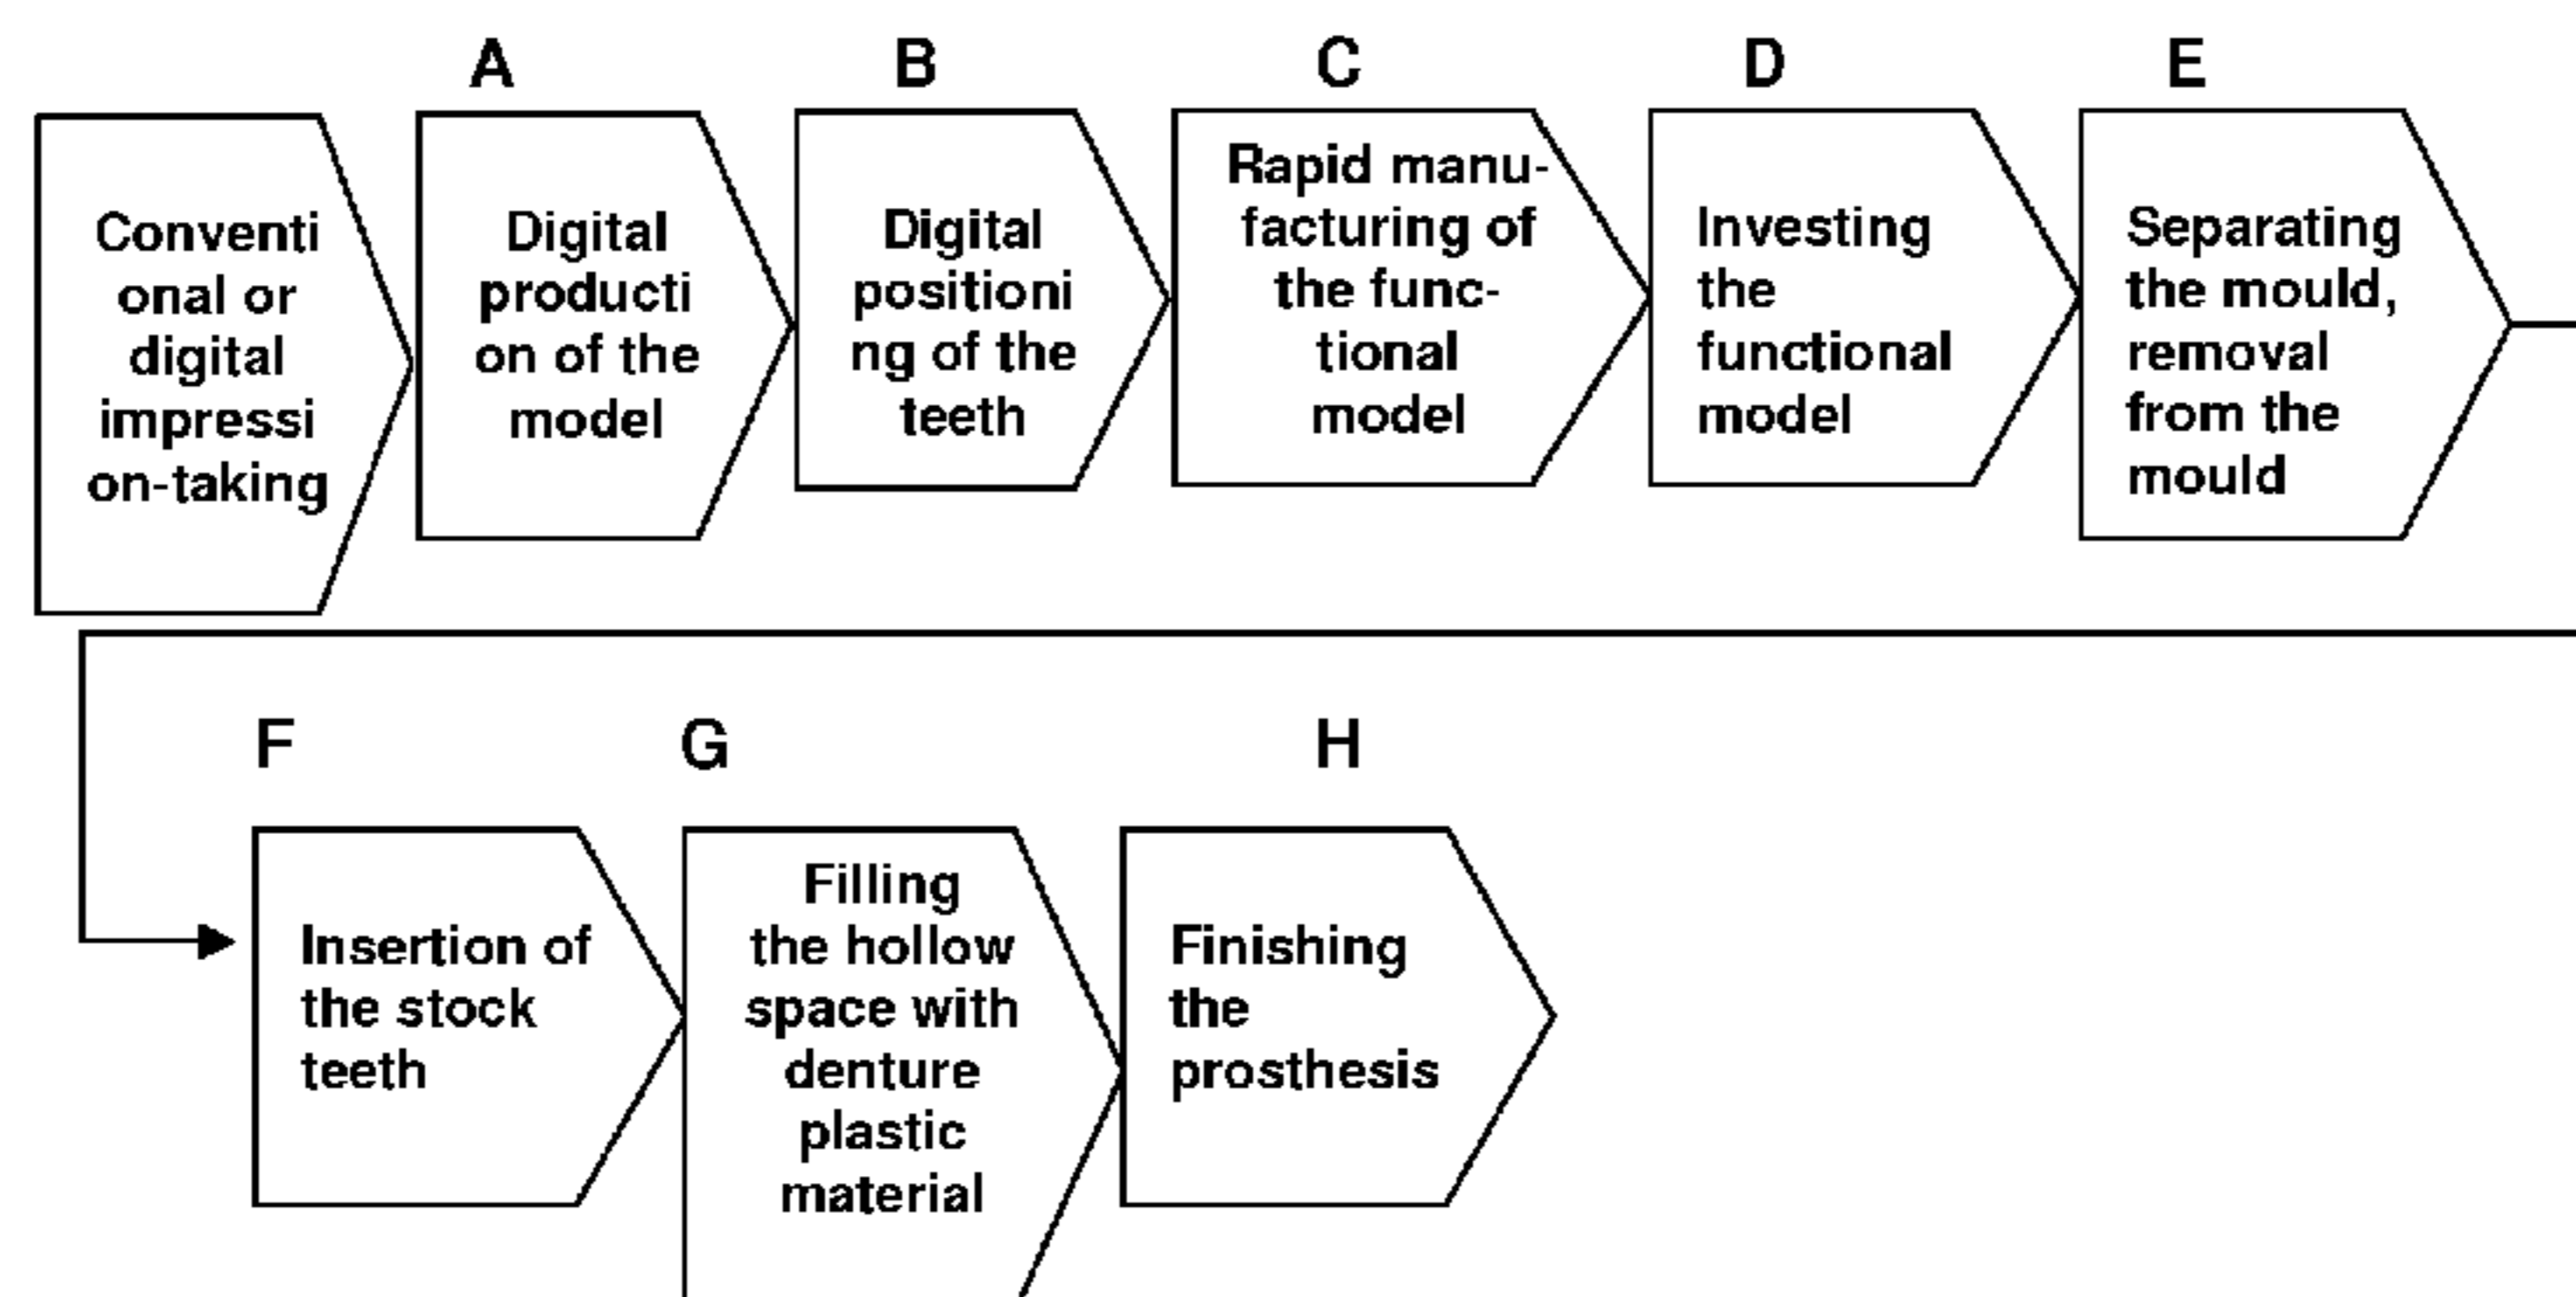 A
B
C
D
E
Conventi
onal or
digital
impressi
on-taking
Digital
producti
on of the
model
Digital
positioni
ng of the
teeth
Rapid manu-
facturing of
the func-
tional
model
Investing
the
functional
model
Separating
the mould,
removal
from the
mould
F
G
H
Insertion of
the stock
teeth
Filling
the hollow
space with
denture
plastic
material
Finishing
the
prosthesis